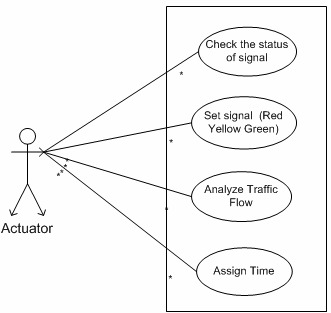 Check the status
of signal
*
Set signal (Red
Yellow Green)
*
Analyze Traffic
Flow
*
Assign Time
*
*
*
*
*
Actuator